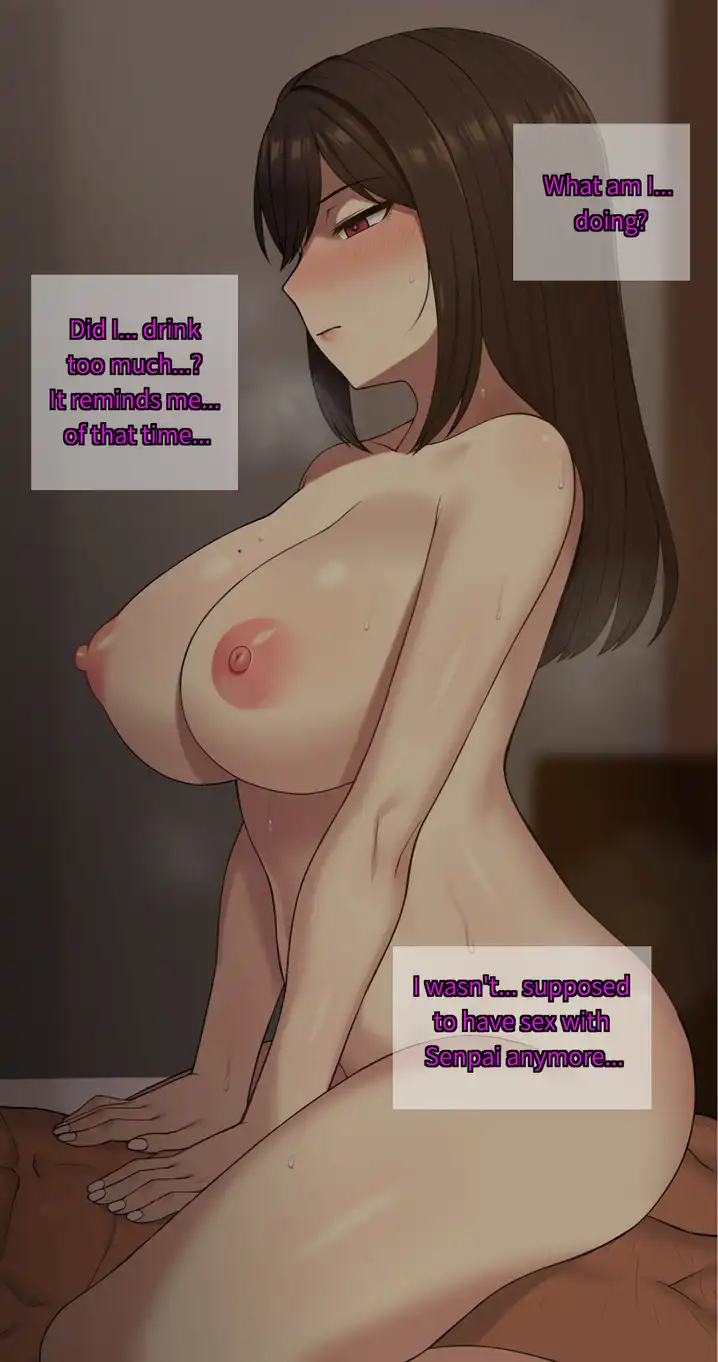 What am I...
doing?
Did I... drink
too much...?
It reminds me...
of that time...
I wasn't... supposed
to have sex with
Senpai anymore...